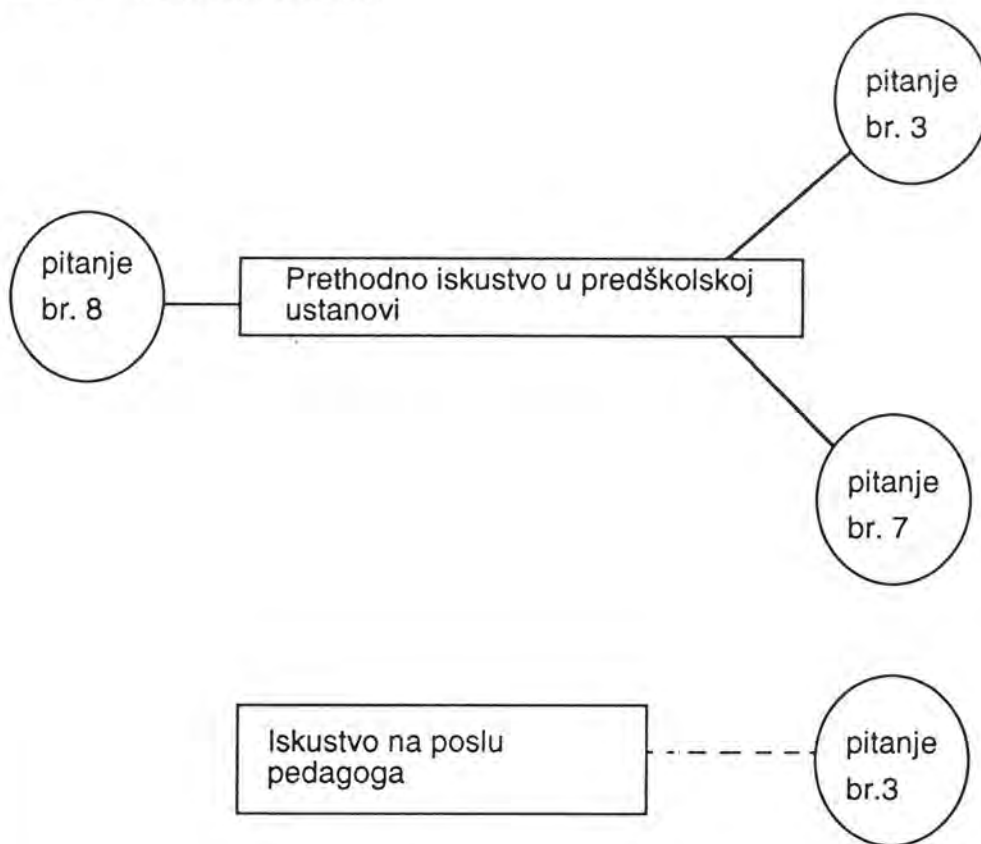 pitanje
br. 3
pitanje
br. 8
Prethodno iskustvo u predškolskoj
ustanovi
pitanje
br. 7
Iskustvo na poslu
pedagoga
pitanje
br.3